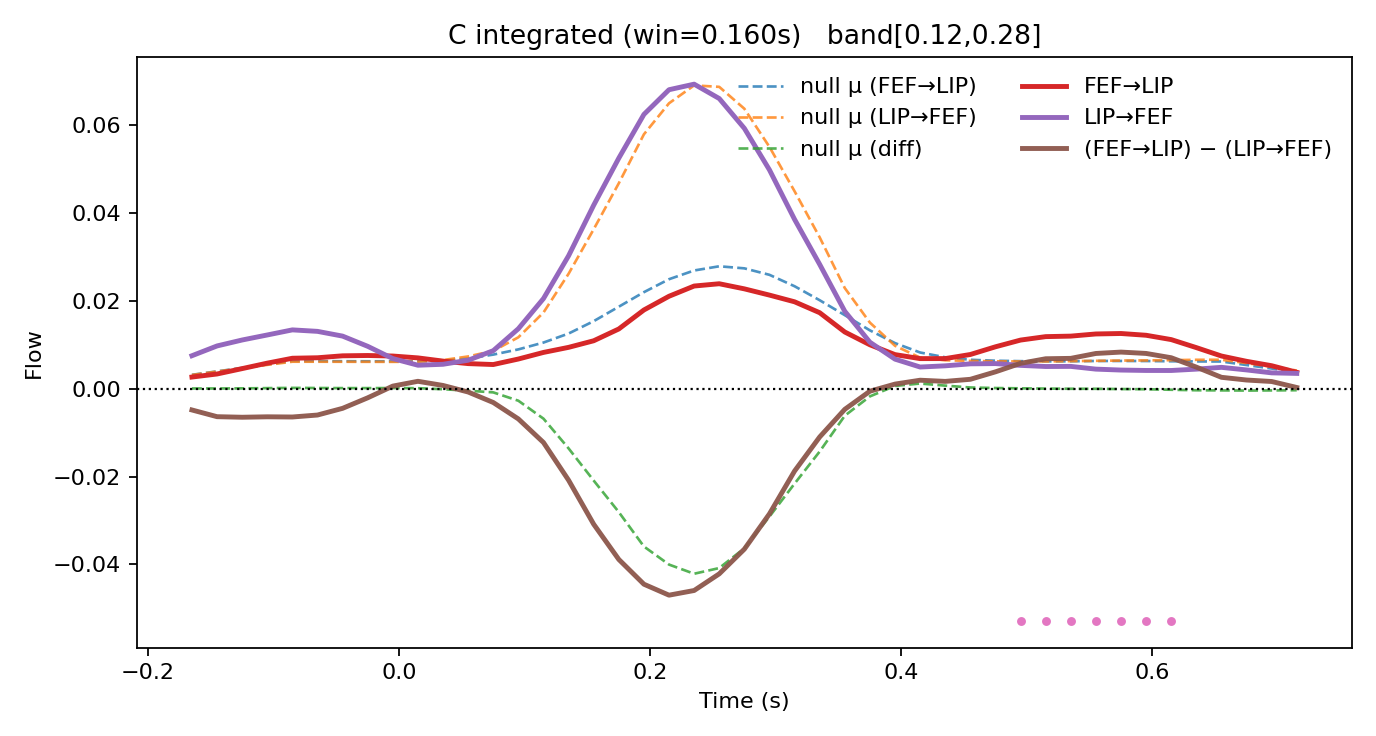 C integrated (win=0.160s)   band[0.12,0.28]
null μ (FEF→LIP)
null μ (LIP→FEF)
null μ (diff)
FEF→LIP
LIP→FEF
(FEF→LIP) − (LIP→FEF)
Flow
0.06
0.04
0.02
0.00
−0.02
−0.04
−0.2 0.0 0.2 0.4 0.6
Time (s)